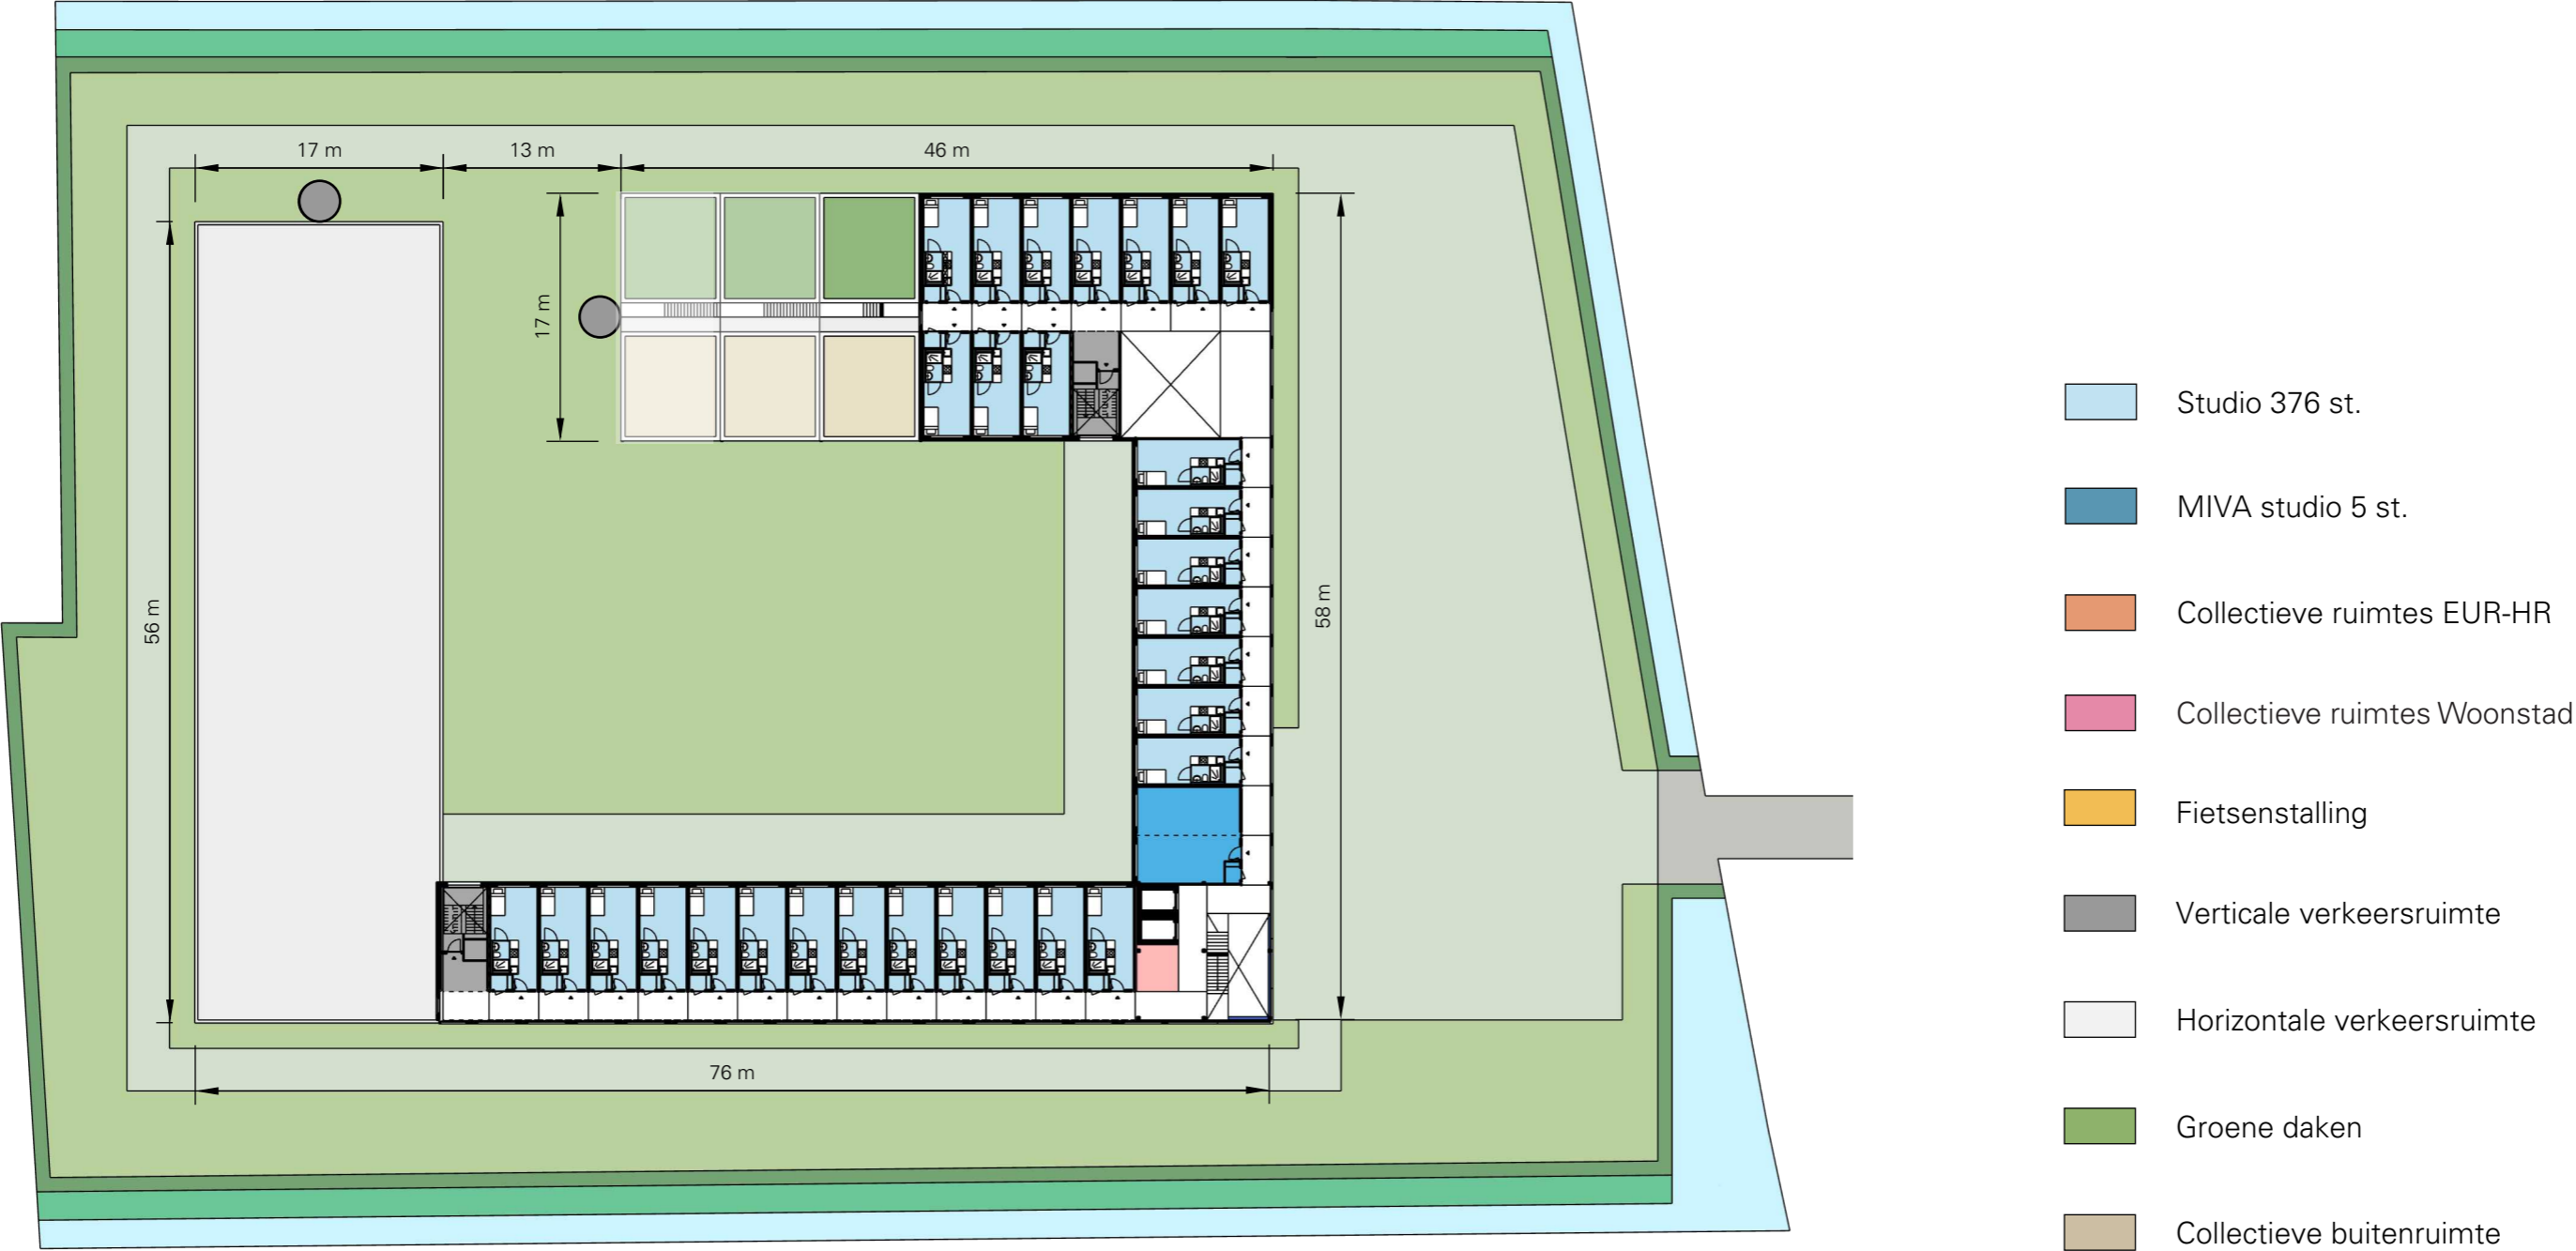 17 m
13 m
46 m
17 m
56 m
58 m
76 m
Studio 376 st.
MIVA studio 5 st.
Collectieve ruimtes EUR-HR
Collectieve ruimtes Woonstad
Fietsenstalling
Verticale verkeersruimte
Horizontale verkeersruimte
Groene daken
Collectieve buitenruimte